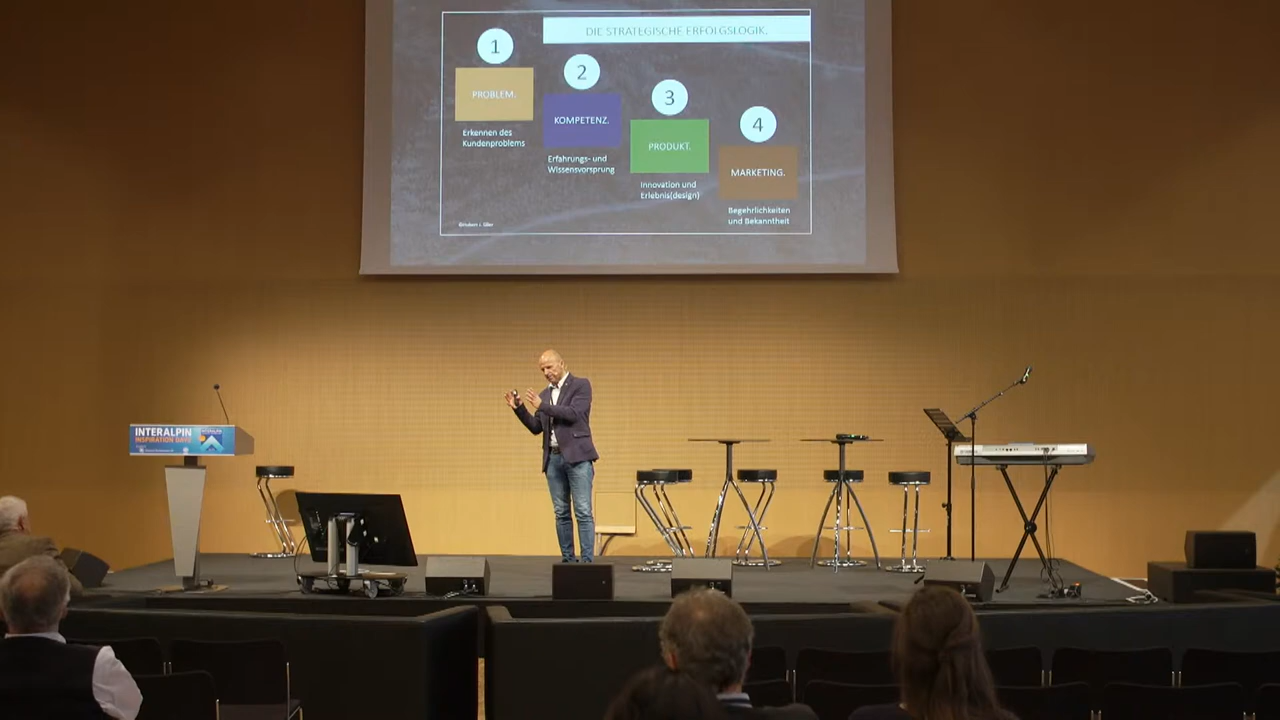 DIE STRATEGISCHE ERFOLGSLOGIK.
1
PROBLEM.
Erkennen des
Kundenproblems
2
KOMPETENZ.
Erfahrungs- und
Wissensvorsprung
3
PRODUKT.
Innovation und
Erlebnis(design)
4
MARKETING.
Begehrlichkeiten
und Bekanntheit
INTERALPIN
INSPIRATION DAYS
INTERALPIN